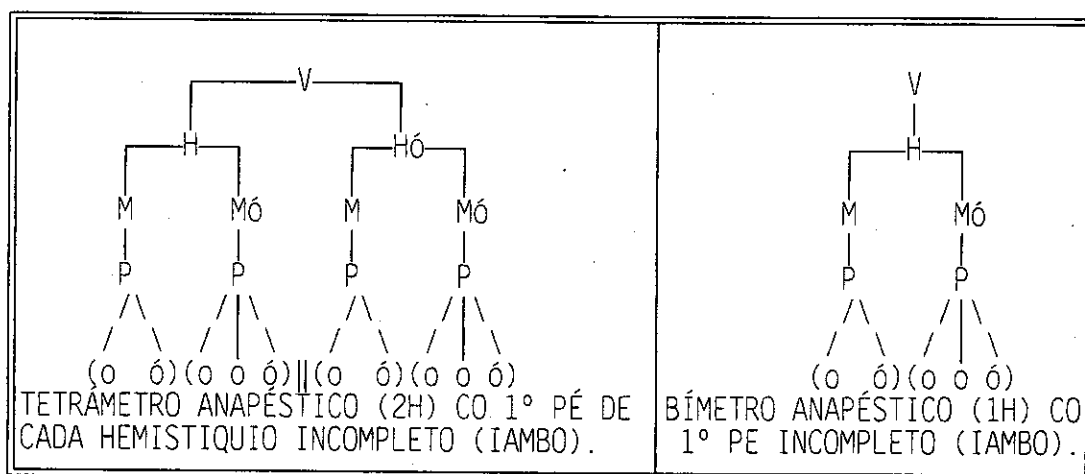 V
H Hó
M Mó M Mó
P P P P
(o ó)(o o ó)||(o ó)(o o ó)
TETRÁMETRO ANAPÉSTICO (2H) CO 1º PÉ DE
CADA HEMISTIQUIO INCOMPLETO (IAMBO).
V
H
M Mó
P P
(o ó)(o o ó)
BÍMETRO ANAPÉSTICO (1H) CO
1º PE INCOMPLETO (IAMBO).